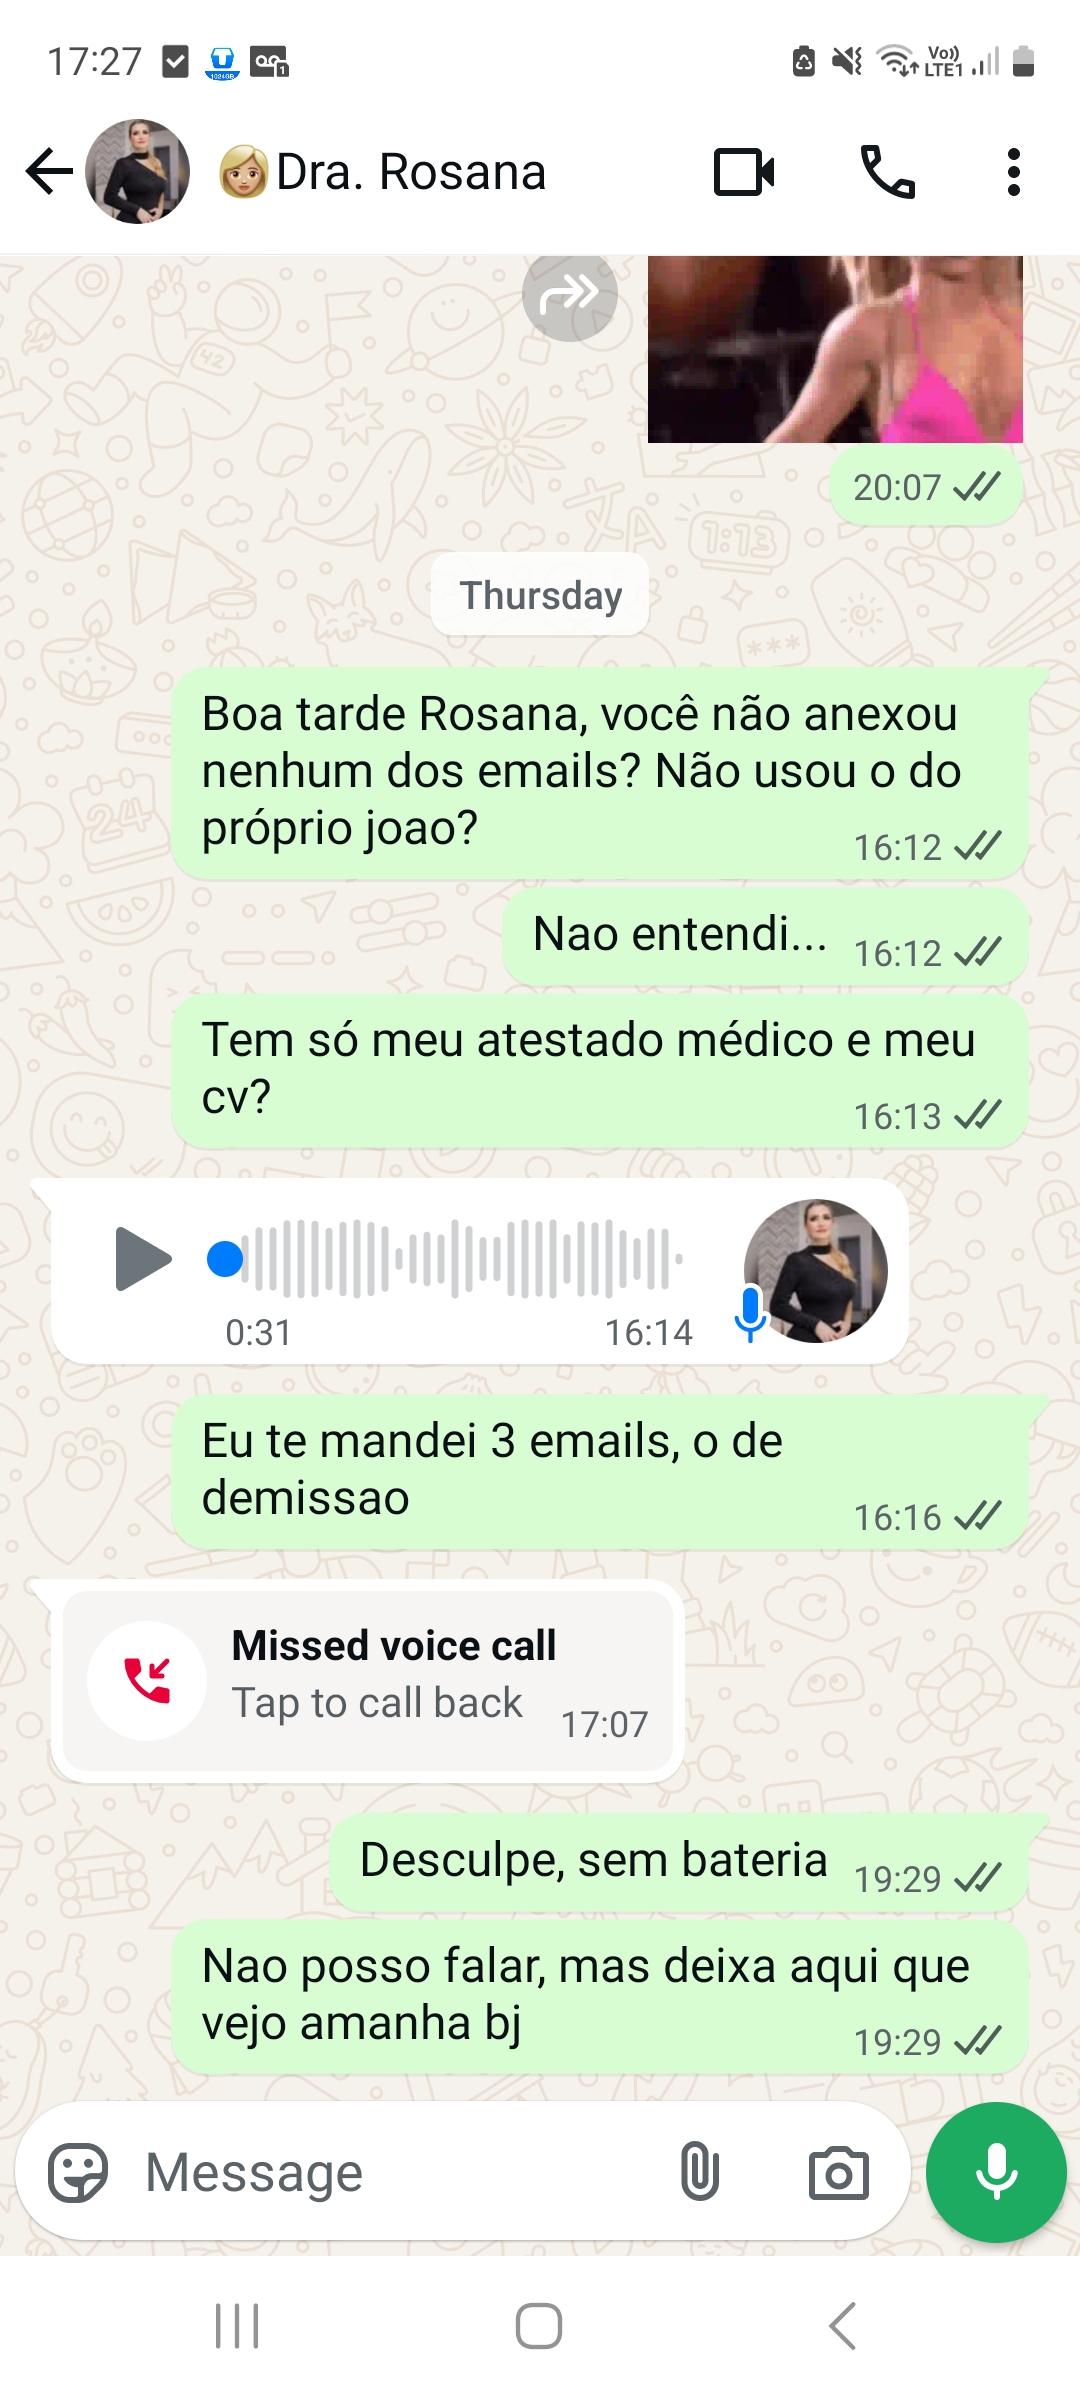 17:27
1024GB
1
Vo))
LTE1
Dra. Rosana
20:07
Thursday
Boa tarde Rosana, você não anexou
nenhum dos emails? Não usou o do
próprio joao?
16:12
Nao entendi...
16:12
Tem só meu atestado médico e meu
cv?
16:13
0:31
16:14
Eu te mandei 3 emails, o de
demissao
16:16
Missed voice call
Tap to call back
17:07
Desculpe, sem bateria
19:29
Nao posso falar, mas deixa aqui que
vejo amanha bj
19:29
Message